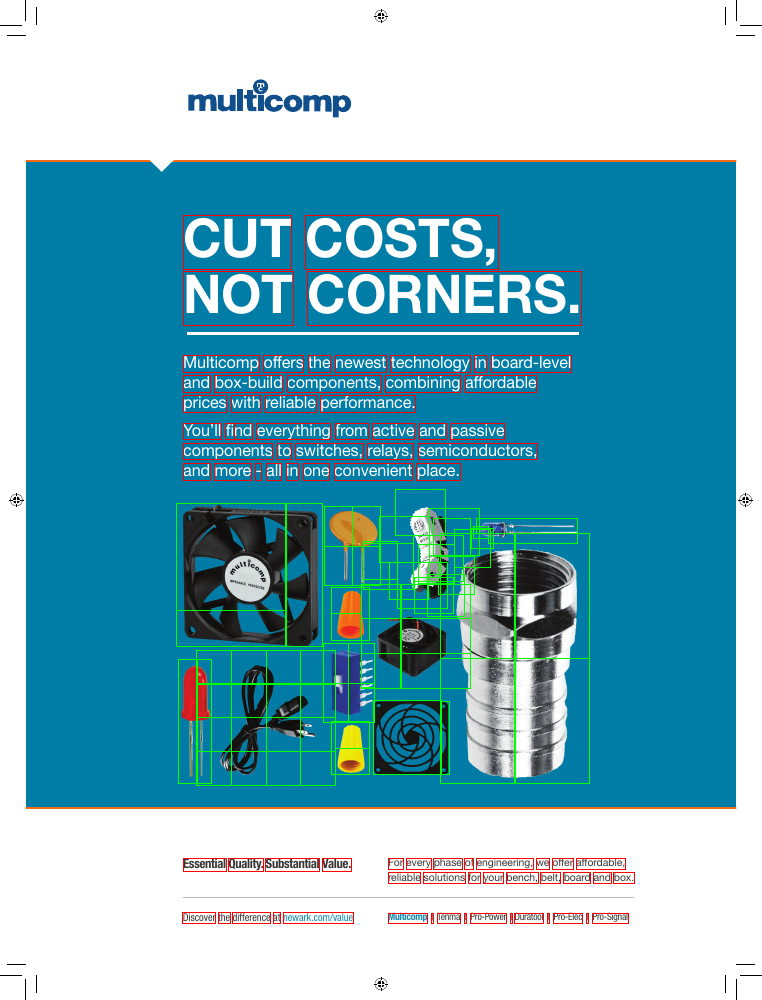 multicomp
CUT COSTS,
NOT CORNERS.
Multicomp offers the newest technology in board-level
and box-build components, combining affordable
prices with reliable performance.
You'll find everything from active and passive
components to switches, relays, semiconductors,
and more - all in one convenient place.
multicomp
Essential Quality. Substantial Value.
For every phase of engineering, we offer affordable,
reliable solutions for your bench, belt, board and box.
Discover the difference at newark.com/value
Multicomp | Tenma | Pro-Power | Duratool | Pro-Elec | Pro-Signal